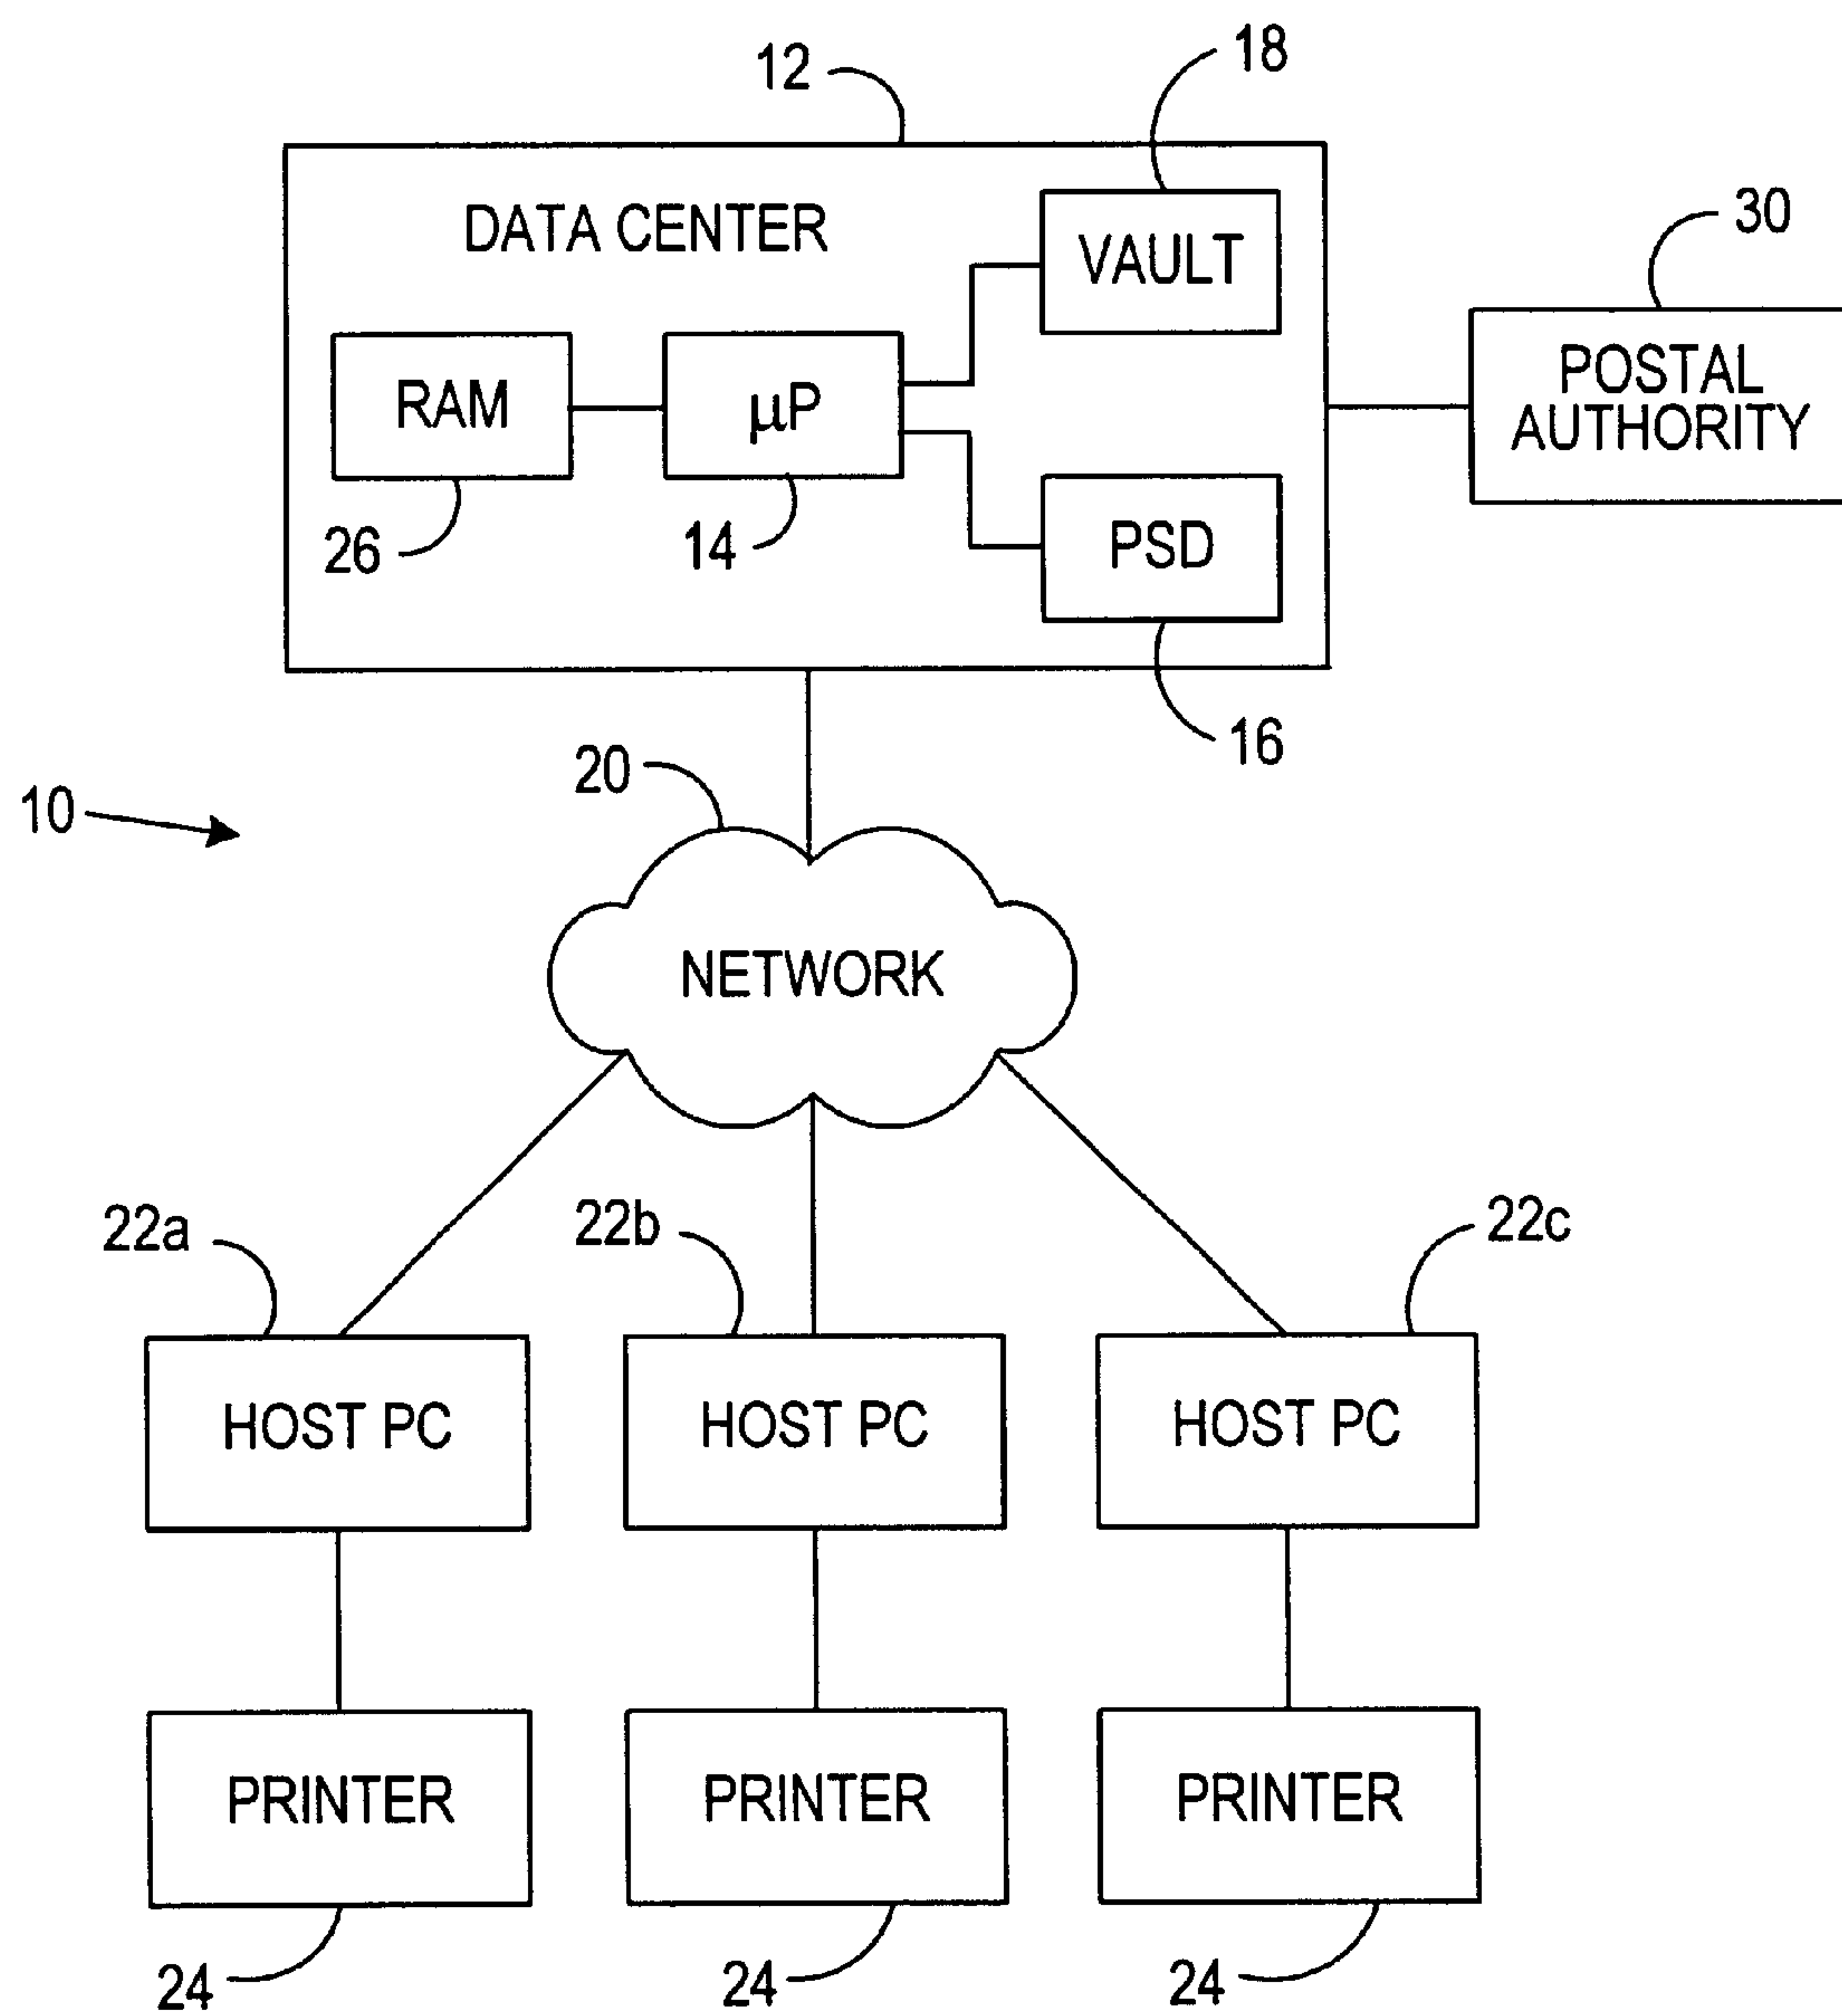 12
18
DATA CENTER
VAULT
30
RAM
µP
POSTAL
AUTHORITY
26
14
PSD
16
20
10
NETWORK
22a
22b
22c
HOST PC
HOST PC
HOST PC
PRINTER
PRINTER
PRINTER
24
24
24